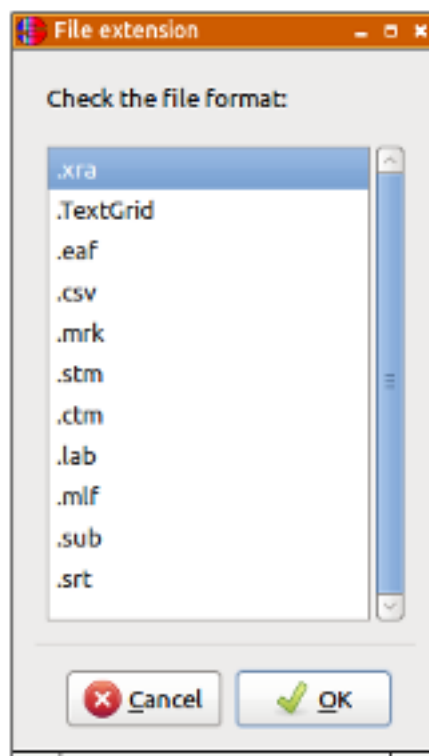 File extension
Check the file format:
.xra
.TextGrid
.eaf
.csv
.mrk
.stm
.ctm
.lab
.mlf
.sub
.srt
Cancel
OK